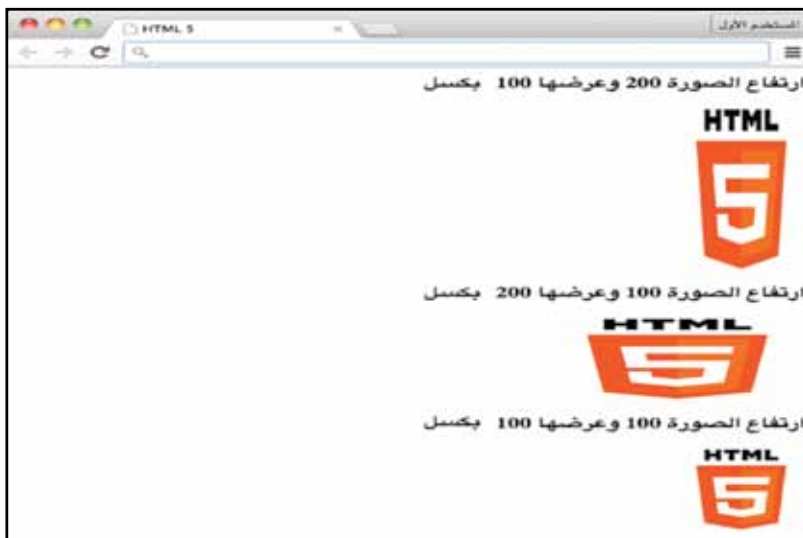 HTML 5
المستخدم الأول
ارتفاع الصورة 200 وعرضها 100 بكسل
HTML
5
ارتفاع الصورة 100 وعرضها 200 بكسل
HTML
5
ارتفاع الصورة 100 وعرضها 100 بكسل
HTML
5